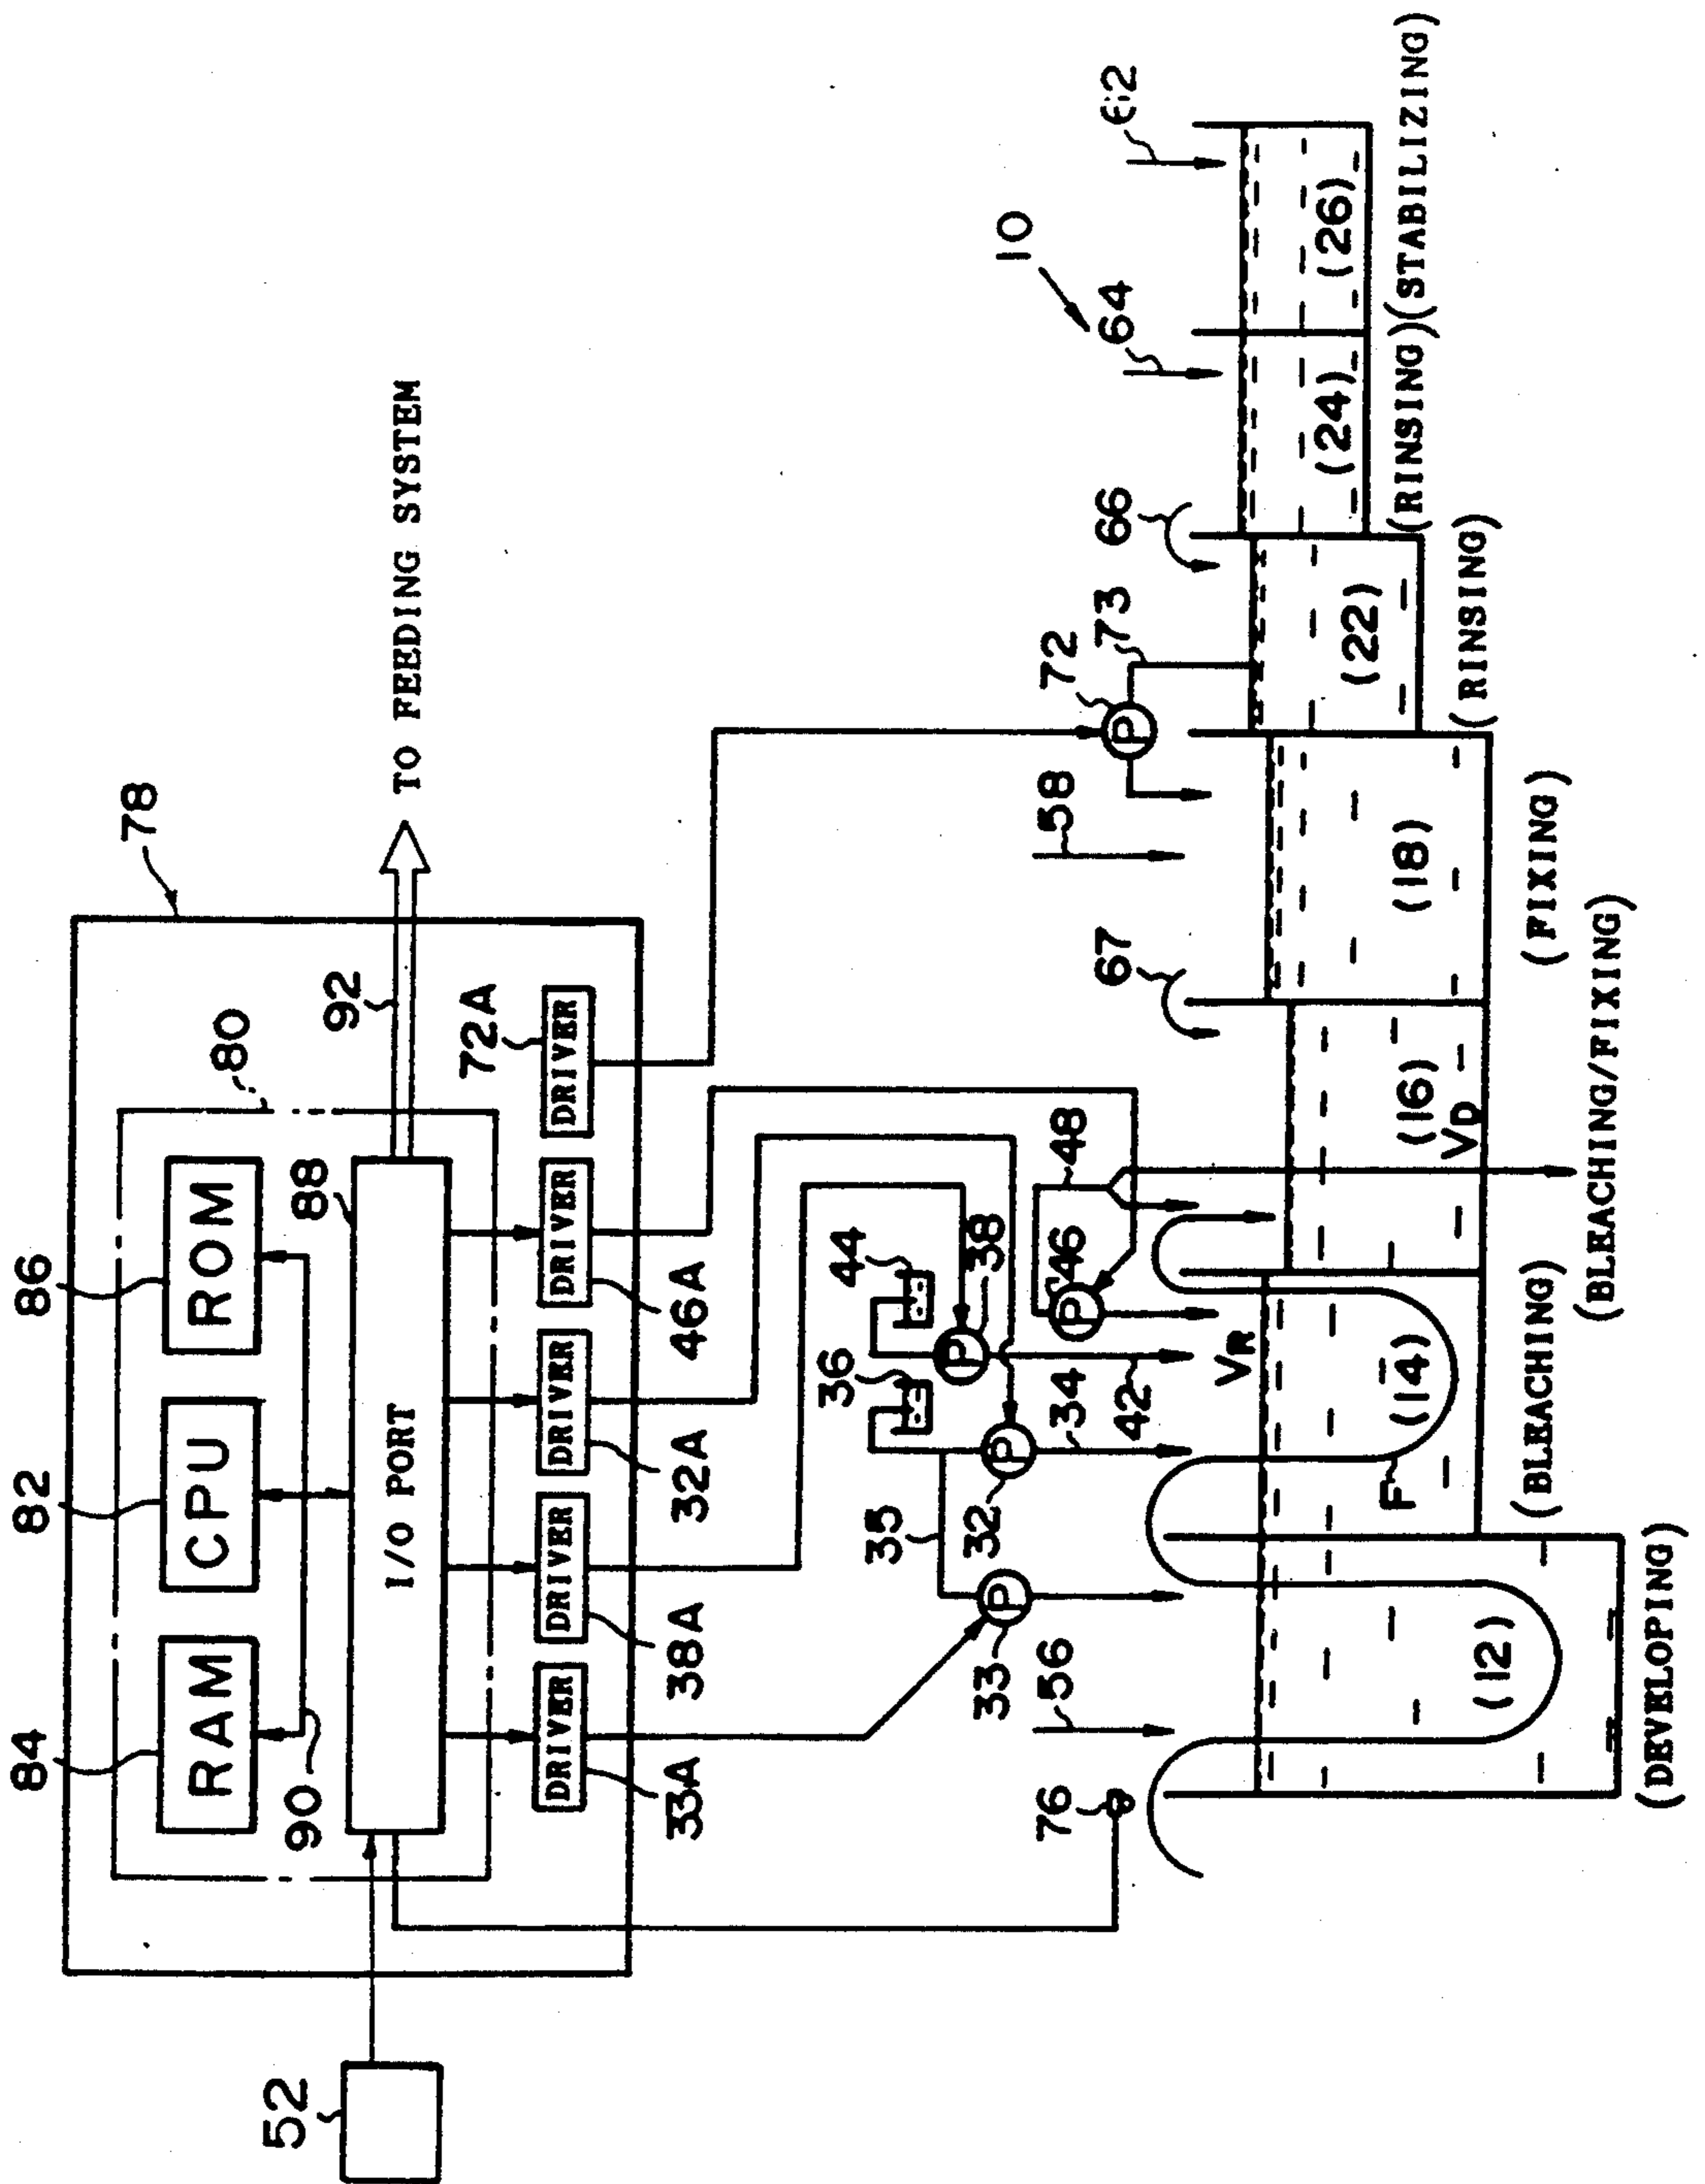 78
86
82
84
ROM
CPU
RAM
80
88
90
92
I/O PORT
TO FEEDING SYSTEM
52
DRIVER
DRIVER
DRIVER
DRIVER
DRIVER
33A
38A
32A
46A
72A
76
56
33
P
35
32
P
34
36
42
44
38
P
46
P
48
67
58
72
P
73
66
64
10
62
VR
F
VD
(12)
(14)
(16)
(18)
(22)
(24)
(26)
(DEVELOPING)
(BLEACHING)
(BLEACHING/FIXING)
(FIXING)
(RINSING)
(RINSING)
(STABILIZING)